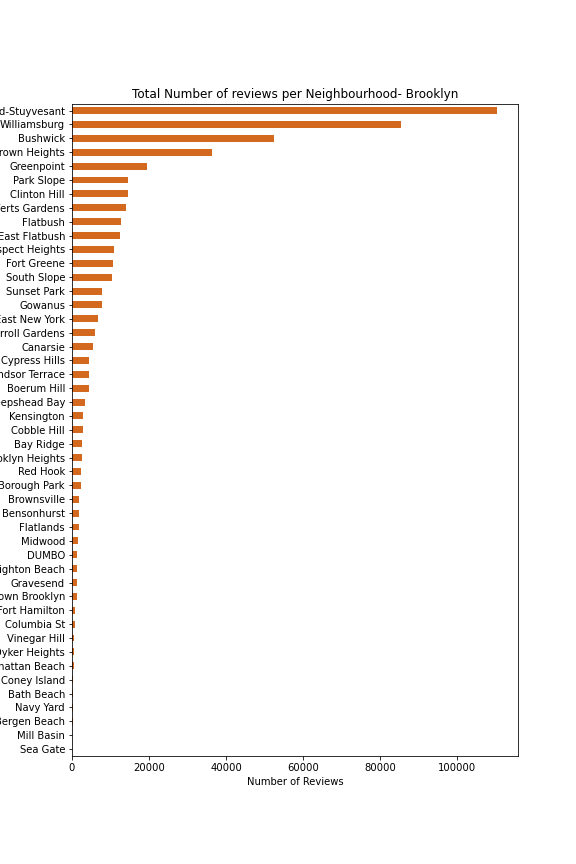 Total Number of reviews per Neighbourhood- Brooklyn
d-Stuyvesant
Williamsburg
Bushwick
rown Heights
Greenpoint
Park Slope
Clinton Hill
erts Gardens
Flatbush
East Flatbush
spect Heights
Fort Greene
South Slope
Sunset Park
Gowanus
East New York
rroll Gardens
Canarsie
Cypress Hills
ndsor Terrace
Boerum Hill
epshead Bay
Kensington
Cobble Hill
Bay Ridge
oklyn Heights
Red Hook
Borough Park
Brownsville
Bensonhurst
Flatlands
Midwood
DUMBO
ighton Beach
Gravesend
own Brooklyn
Fort Hamilton
Columbia St
Vinegar Hill
Dyker Heights
hattan Beach
Coney Island
Bath Beach
Navy Yard
Bergen Beach
Mill Basin
Sea Gate
0 20000 40000 60000 80000 100000
Number of Reviews